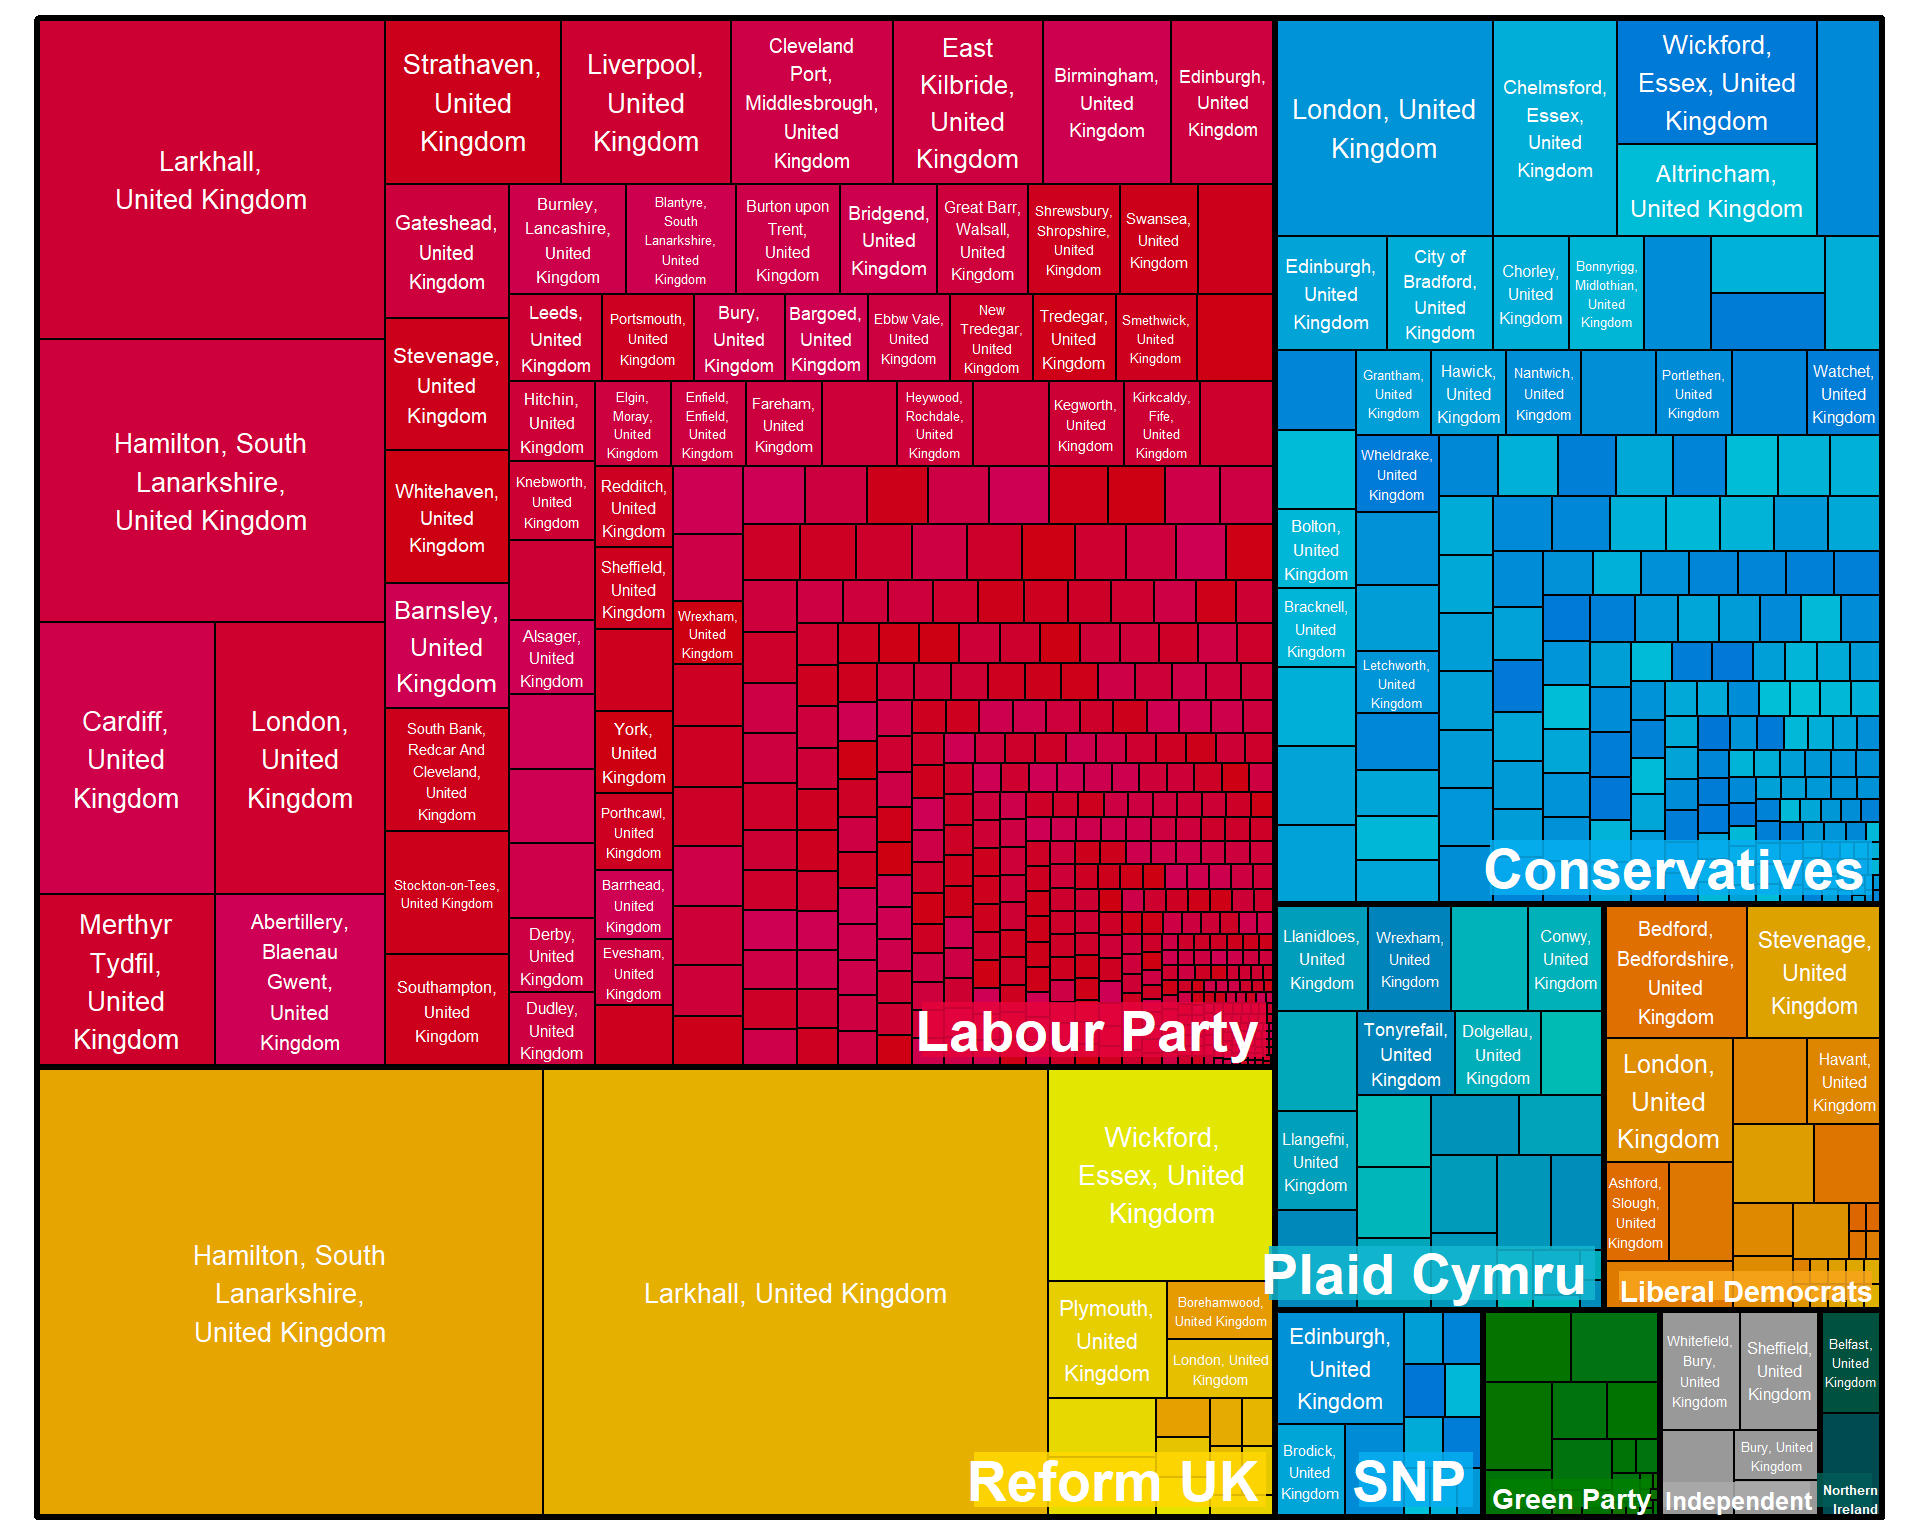 Larkhall,
United Kingdom
Hamilton, South
Lanarkshire,
United Kingdom
Cardiff,
United
Kingdom
London,
United
Kingdom
Merthyr
Tydfil,
United
Kingdom
Abertillery,
Blaenau
Gwent,
United
Kingdom
Strathaven,
United
Kingdom
Liverpool,
United
Kingdom
Cleveland
Port,
Middlesbrough,
United
Kingdom
East
Kilbride,
United
Kingdom
Birmingham,
United
Kingdom
Edinburgh,
United
Kingdom
Gateshead,
United
Kingdom
Stevenage,
United
Kingdom
Whitehaven,
United
Kingdom
Barnsley,
United
Kingdom
South Bank,
Redcar And
Cleveland,
United
Kingdom
Stockton-on-Tees,
United Kingdom
Southampton,
United
Kingdom
Burnley,
Lancashire,
United
Kingdom
Blantyre,
South
Lanarkshire,
United
Kingdom
Burton upon
Trent,
United
Kingdom
Bridgend,
United
Kingdom
Great Barr,
Walsall,
United
Kingdom
Shrewsbury,
Shropshire,
United
Kingdom
Swansea,
United
Kingdom
Leeds,
United
Kingdom
Portsmouth,
United
Kingdom
Bury,
United
Kingdom
Bargoed,
United
Kingdom
Ebbw Vale,
United
Kingdom
New
Tredegar,
United
Kingdom
Tredegar,
United
Kingdom
Smethwick,
United
Kingdom
Hitchin,
United
Kingdom
Elgin,
Moray,
United
Kingdom
Enfield,
Enfield,
United
Kingdom
Fareham,
United
Kingdom
Heywood,
Rochdale,
United
Kingdom
Kegworth,
United
Kingdom
Kirkcaldy,
Fife,
United
Kingdom
Knebworth,
United
Kingdom
Redditch,
United
Kingdom
Sheffield,
United
Kingdom
Wrexham,
United
Kingdom
Alsager,
United
Kingdom
York,
United
Kingdom
Porthcawl,
United
Kingdom
Barrhead,
United
Kingdom
Derby,
United
Kingdom
Evesham,
United
Kingdom
Dudley,
United
Kingdom
Labour Party
London, United
Kingdom
Chelmsford,
Essex,
United
Kingdom
Wickford,
Essex, United
Kingdom
Altrincham,
United Kingdom
Edinburgh,
United
Kingdom
City of
Bradford,
United
Kingdom
Chorley,
United
Kingdom
Bonnyrigg,
Midlothian,
United
Kingdom
Grantham,
United
Kingdom
Hawick,
United
Kingdom
Nantwich,
United
Kingdom
Portlethen,
United
Kingdom
Watchet,
United
Kingdom
Wheldrake,
United
Kingdom
Bolton,
United
Kingdom
Bracknell,
United
Kingdom
Letchworth,
United
Kingdom
Conservatives
Hamilton, South
Lanarkshire,
United Kingdom
Larkhall, United Kingdom
Wickford,
Essex, United
Kingdom
Plymouth,
United
Kingdom
Borehamwood,
United Kingdom
London, United
Kingdom
Reform UK
Llanidloes,
United
Kingdom
Wrexham,
United
Kingdom
Conwy,
United
Kingdom
Tonyrefail,
United
Kingdom
Dolgellau,
United
Kingdom
Llangefni,
United
Kingdom
Plaid Cymru
Bedford,
Bedfordshire,
United
Kingdom
Stevenage,
United
Kingdom
London,
United
Kingdom
Havant,
United
Kingdom
Ashford,
Slough,
United
Kingdom
Liberal Democrats
Edinburgh,
United
Kingdom
Brodick,
United
Kingdom
SNP
Green Party
Whitefield,
Bury,
United
Kingdom
Sheffield,
United
Kingdom
Bury, United
Kingdom
Independent
Belfast,
United
Kingdom
Northern
Ireland